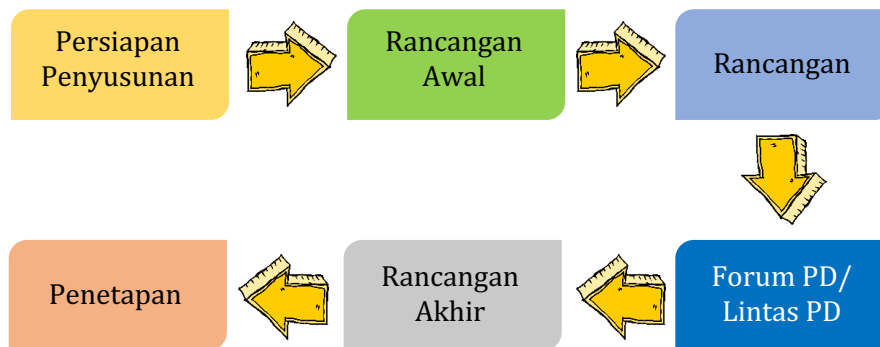 Persiapan
Penyusunan
Rancangan
Awal
Rancangan
Forum PD/
Lintas PD
Rancangan
Akhir
Penetapan